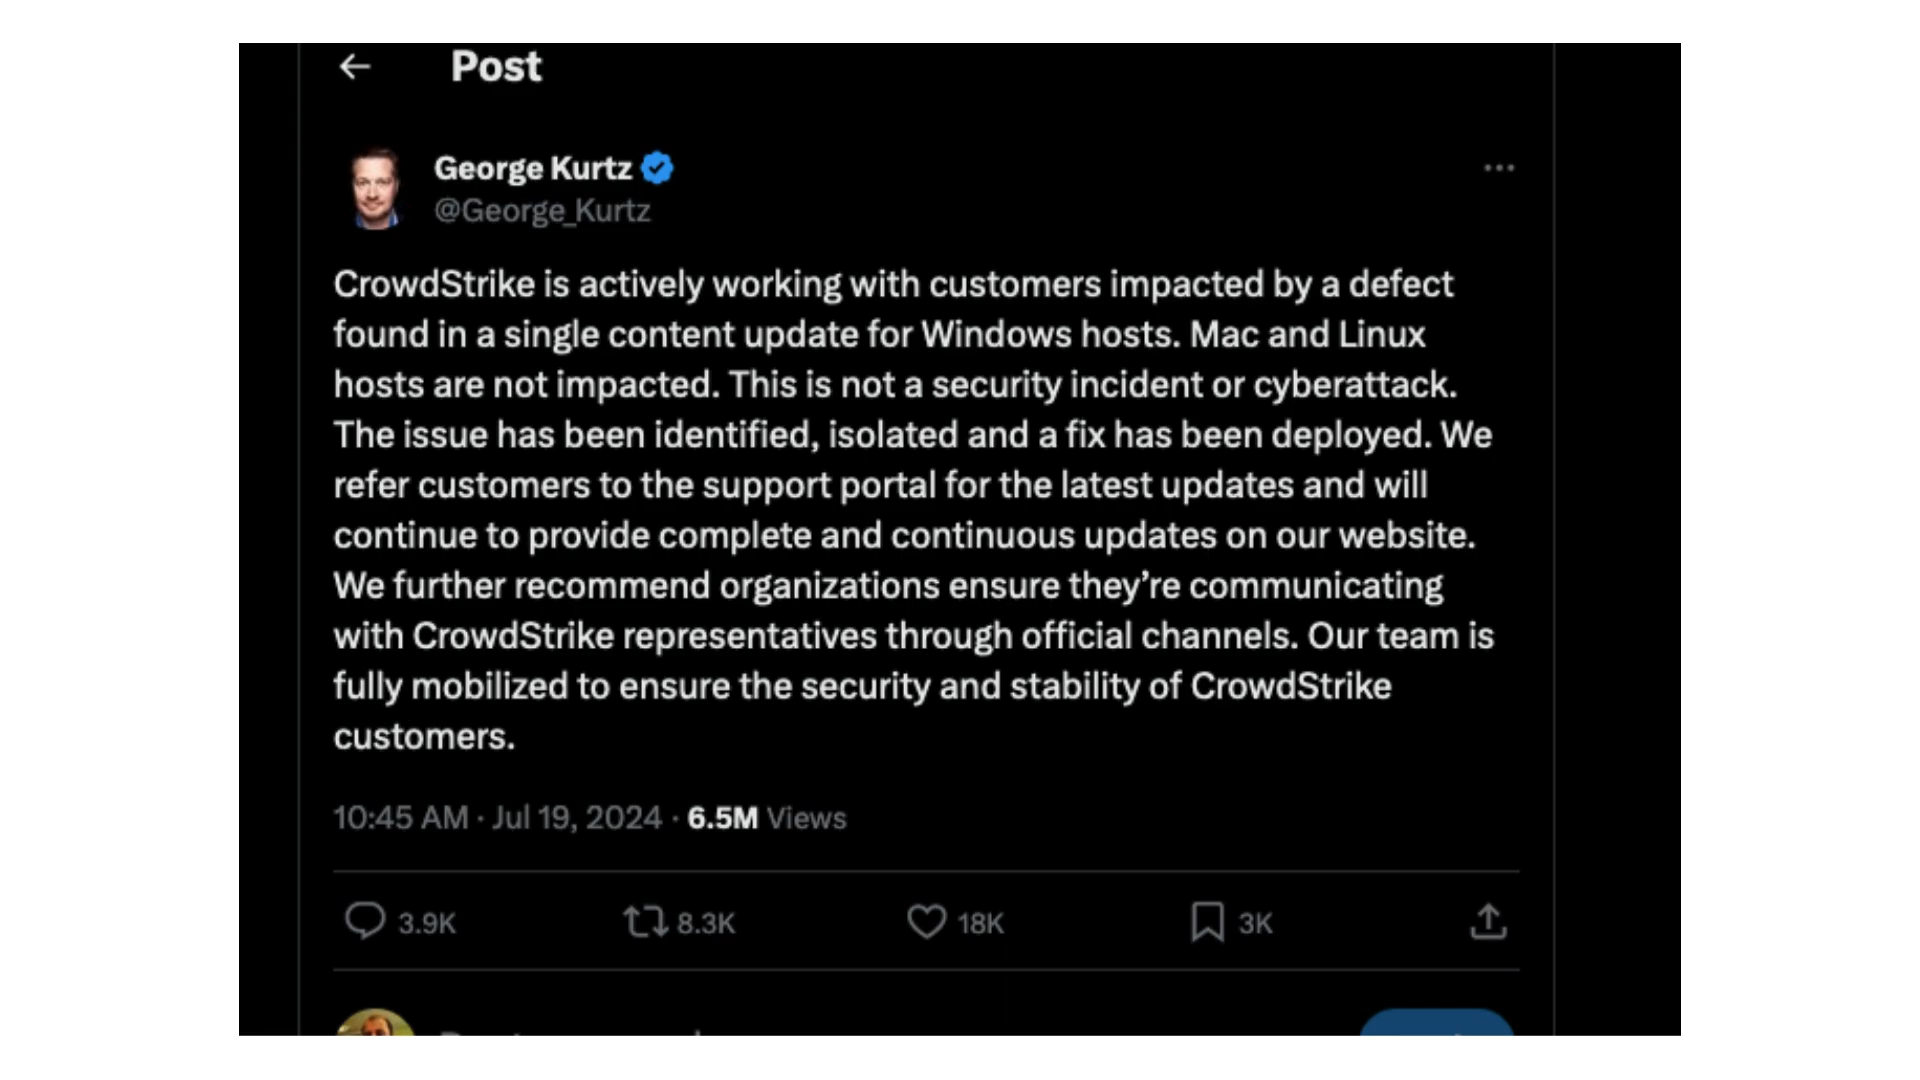 Post
George Kurtz
@George_Kurtz
CrowdStrike is actively working with customers impacted by a defect
found in a single content update for Windows hosts. Mac and Linux
hosts are not impacted. This is not a security incident or cyberattack.
The issue has been identified, isolated and a fix has been deployed. We
refer customers to the support portal for the latest updates and will
continue to provide complete and continuous updates on our website.
We further recommend organizations ensure they’re communicating
with CrowdStrike representatives through official channels. Our team is
fully mobilized to ensure the security and stability of CrowdStrike
customers.
10:45 AM · Jul 19, 2024 · 6.5M Views
3.9K 8.3K 18K 3K